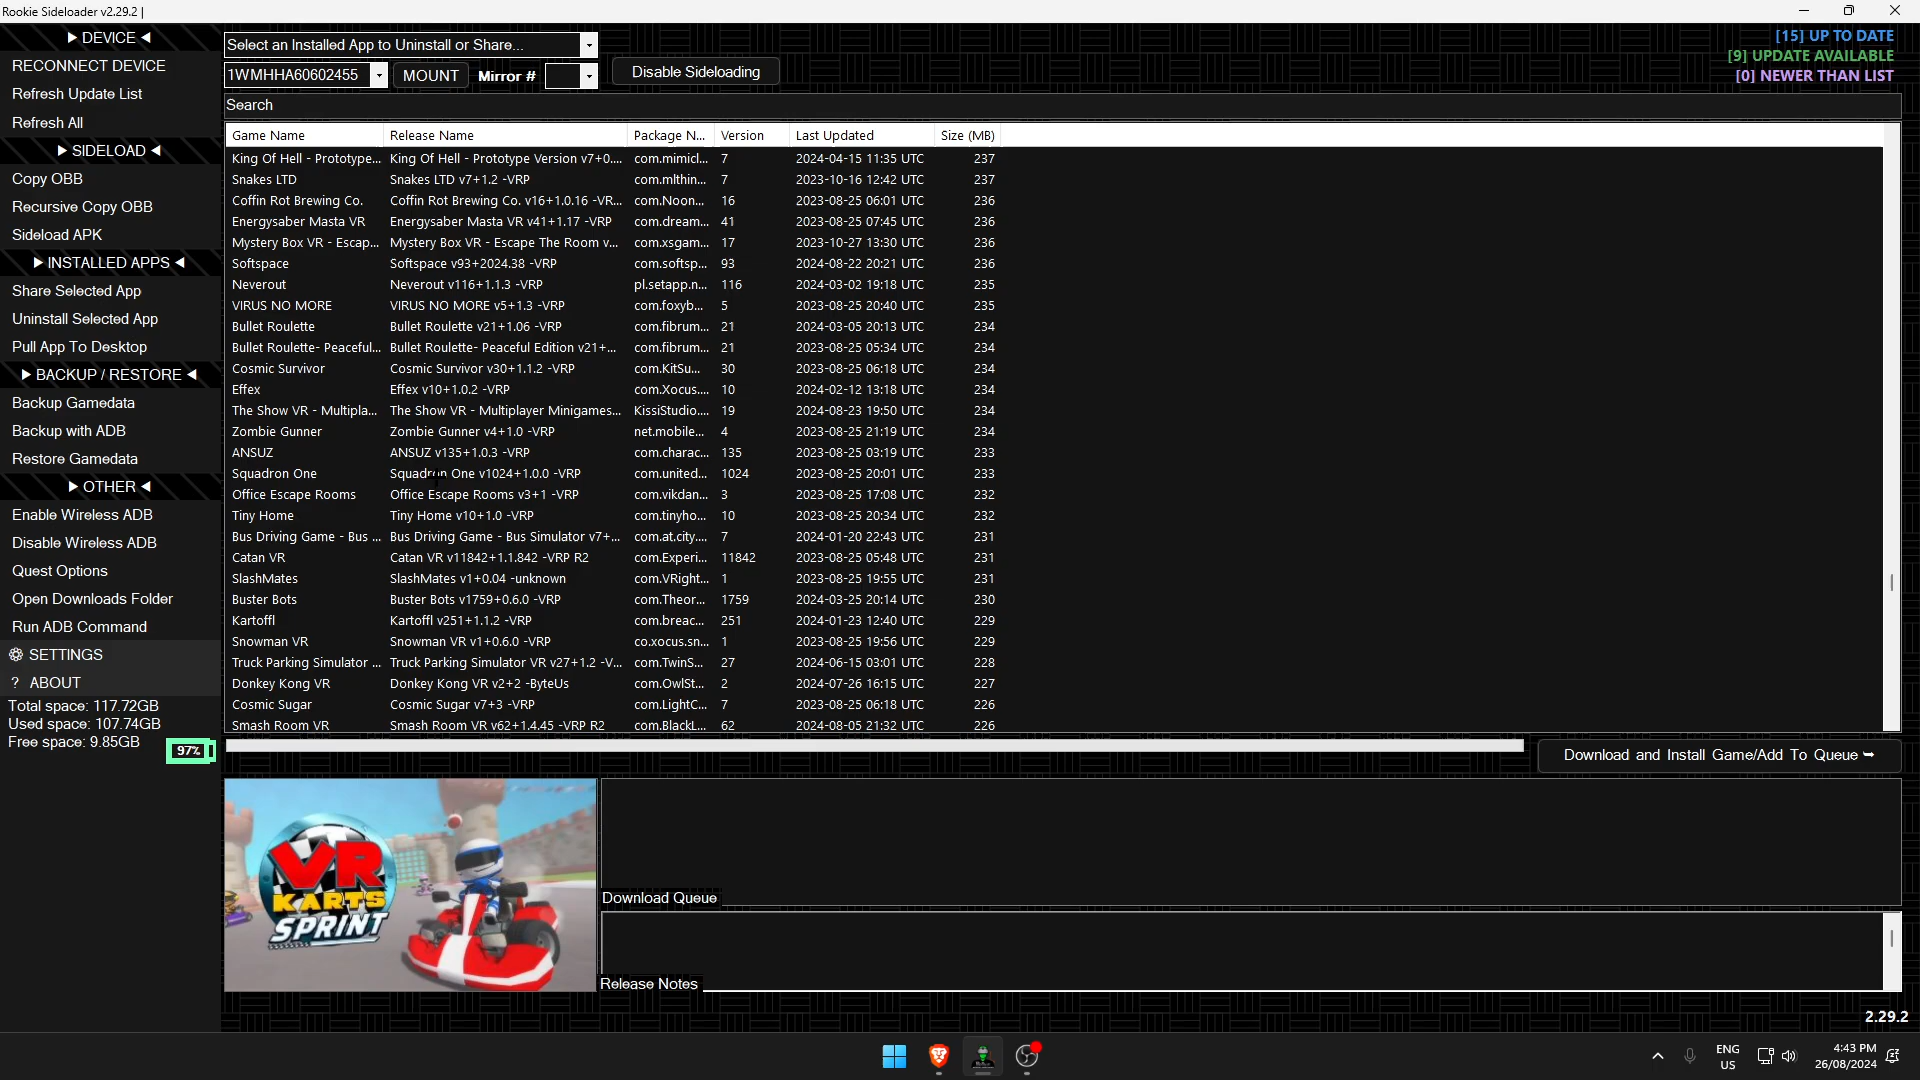 Rookie Sideloader v2.29.2 |
▶ DEVICE ◀
RECONNECT DEVICE
Refresh Update List
Refresh All
▶ SIDELOAD ◀
Copy OBB
Recursive Copy OBB
Sideload APK
▶ INSTALLED APPS ◀
Share Selected App
Uninstall Selected App
Pull App To Desktop
▶ BACKUP / RESTORE ◀
Backup Gamedata
Backup with ADB
Restore Gamedata
▶ OTHER ◀
Enable Wireless ADB
Disable Wireless ADB
Quest Options
Open Downloads Folder
Run ADB Command
SETTINGS
? ABOUT
Total space: 117.72GB
Used space: 107.74GB
Free space: 9.85GB
97%
Select an Installed App to Uninstall or Share...
1WMHHA60602455 MOUNT Mirror # Disable Sideloading
[15] UP TO DATE
[9] UPDATE AVAILABLE
[0] NEWER THAN LIST
Search
Game Name Release Name Package N... Version Last Updated Size (MB)
King Of Hell - Prototype... King Of Hell - Prototype Version v7+0.... com.mimicl... 7 2024-04-15 11:35 UTC 237
Snakes LTD Snakes LTD v7+1.2 -VRP com.mlthin... 7 2023-10-16 12:42 UTC 237
Coffin Rot Brewing Co. Coffin Rot Brewing Co. v16+1.0.16 -VR... com.Noon... 16 2023-08-25 06:01 UTC 236
Energysaber Masta VR Energysaber Masta VR v41+1.17 -VRP com.dream... 41 2023-08-25 07:45 UTC 236
Mystery Box VR - Escap... Mystery Box VR - Escape The Room v... com.xsgam... 17 2023-10-27 13:30 UTC 236
Softspace Softspace v93+2024.38 -VRP com.softsp... 93 2024-08-22 20:21 UTC 236
Neverout Neverout v116+1.1.3 -VRP pl.setapp.n... 116 2024-03-02 19:18 UTC 235
VIRUS NO MORE VIRUS NO MORE v5+1.3 -VRP com.foxyb... 5 2023-08-25 20:40 UTC 235
Bullet Roulette Bullet Roulette v21+1.06 -VRP com.fibrum... 21 2024-03-05 20:13 UTC 234
Bullet Roulette- Peaceful... Bullet Roulette- Peaceful Edition v21+... com.fibrum... 21 2023-08-25 05:34 UTC 234
Cosmic Survivor Cosmic Survivor v30+1.1.2 -VRP com.KitSu... 30 2023-08-25 06:18 UTC 234
Effex Effex v10+1.0.2 -VRP com.Xocus.... 10 2024-02-12 13:18 UTC 234
The Show VR - Multipla... The Show VR - Multiplayer Minigames... KissiStudio.... 19 2024-08-23 19:50 UTC 234
Zombie Gunner Zombie Gunner v4+1.0 -VRP net.mobile... 4 2023-08-25 21:19 UTC 234
ANSUZ ANSUZ v135+1.0.3 -VRP com.charac... 135 2023-08-25 03:19 UTC 233
Squadron One Squadron One v1024+1.0.0 -VRP com.united... 1024 2023-08-25 20:01 UTC 233
Office Escape Rooms Office Escape Rooms v3+1 -VRP com.vikdan... 3 2023-08-25 17:08 UTC 232
Tiny Home Tiny Home v10+1.0 -VRP com.tinyho... 10 2023-08-25 20:34 UTC 232
Bus Driving Game - Bus ... Bus Driving Game - Bus Simulator v7+... com.at.city.... 7 2024-01-20 22:43 UTC 231
Catan VR Catan VR v11842+1.1.842 -VRP R2 com.Experi... 11842 2023-08-25 05:48 UTC 231
SlashMates SlashMates v1+0.04 -unknown com.VRight... 1 2023-08-25 19:55 UTC 231
Buster Bots Buster Bots v1759+0.6.0 -VRP com.Theor... 1759 2024-03-25 20:14 UTC 230
Kartoffl Kartoffl v251+1.1.2 -VRP com.breac... 251 2024-01-23 12:40 UTC 229
Snowman VR Snowman VR v1+0.6.0 -VRP co.xocus.sn... 1 2023-08-25 19:56 UTC 229
Truck Parking Simulator ... Truck Parking Simulator VR v27+1.2 -V... com.TwinS... 27 2024-06-15 03:01 UTC 228
Donkey Kong VR Donkey Kong VR v2+2 -ByteUs com.OwlSt... 2 2024-07-26 16:15 UTC 227
Cosmic Sugar Cosmic Sugar v7+3 -VRP com.LightC... 7 2023-08-25 06:18 UTC 226
Smash Room VR Smash Room VR v62+1.4.45 -VRP R2 com.BlackL... 62 2024-08-05 21:32 UTC 226
Download and Install Game/Add To Queue ⮩
VR
KARTS
SPRINT
Download Queue
Release Notes
2.29.2
ENG
US
4:43 PM
26/08/2024